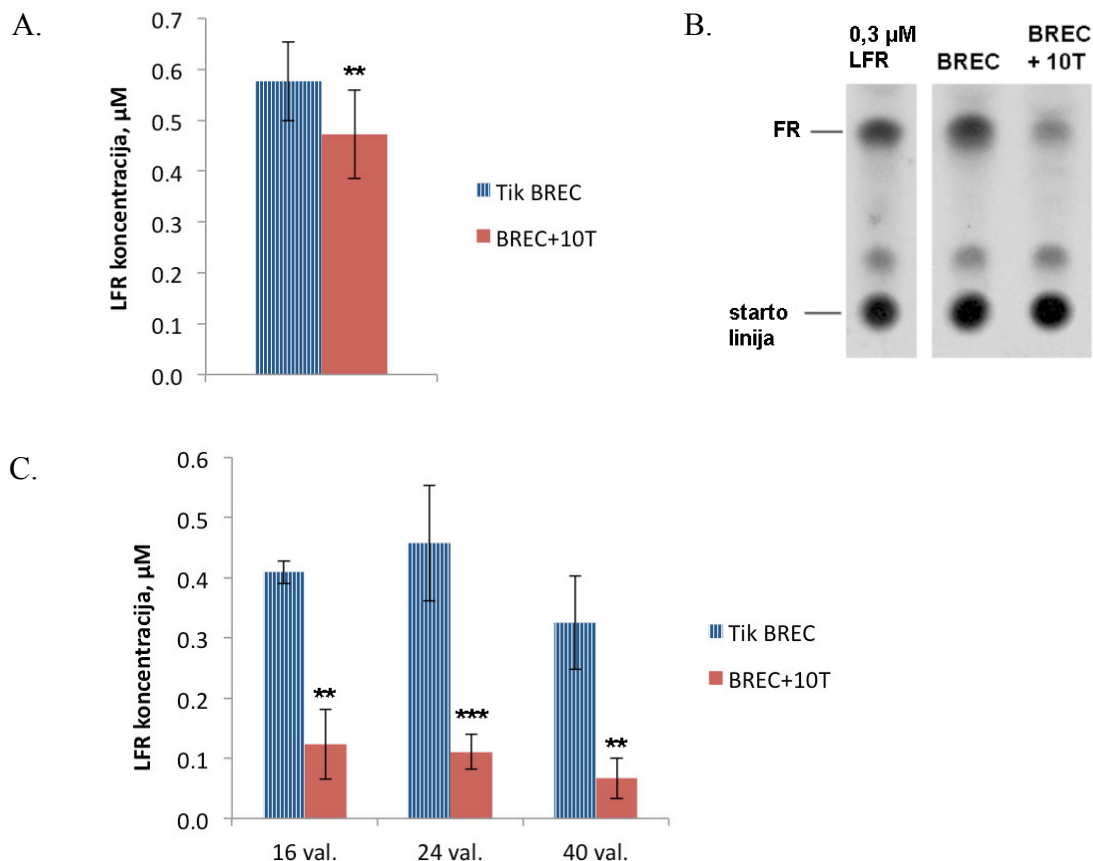 A.
0.7
0.6
0.5
0.4
0.3
0.2
0.1
0.0
LFR koncentracija, µM
**
Tik BREC
BREC+10T
B.
0,3 µM
LFR
BREC
BREC
+ 10T
FR
starto
linija
C.
0.6
0.5
0.4
0.3
0.2
0.1
0.0
LFR koncentracija, µM
**
***
**
16 val.
24 val.
40 val.
Tik BREC
BREC+10T